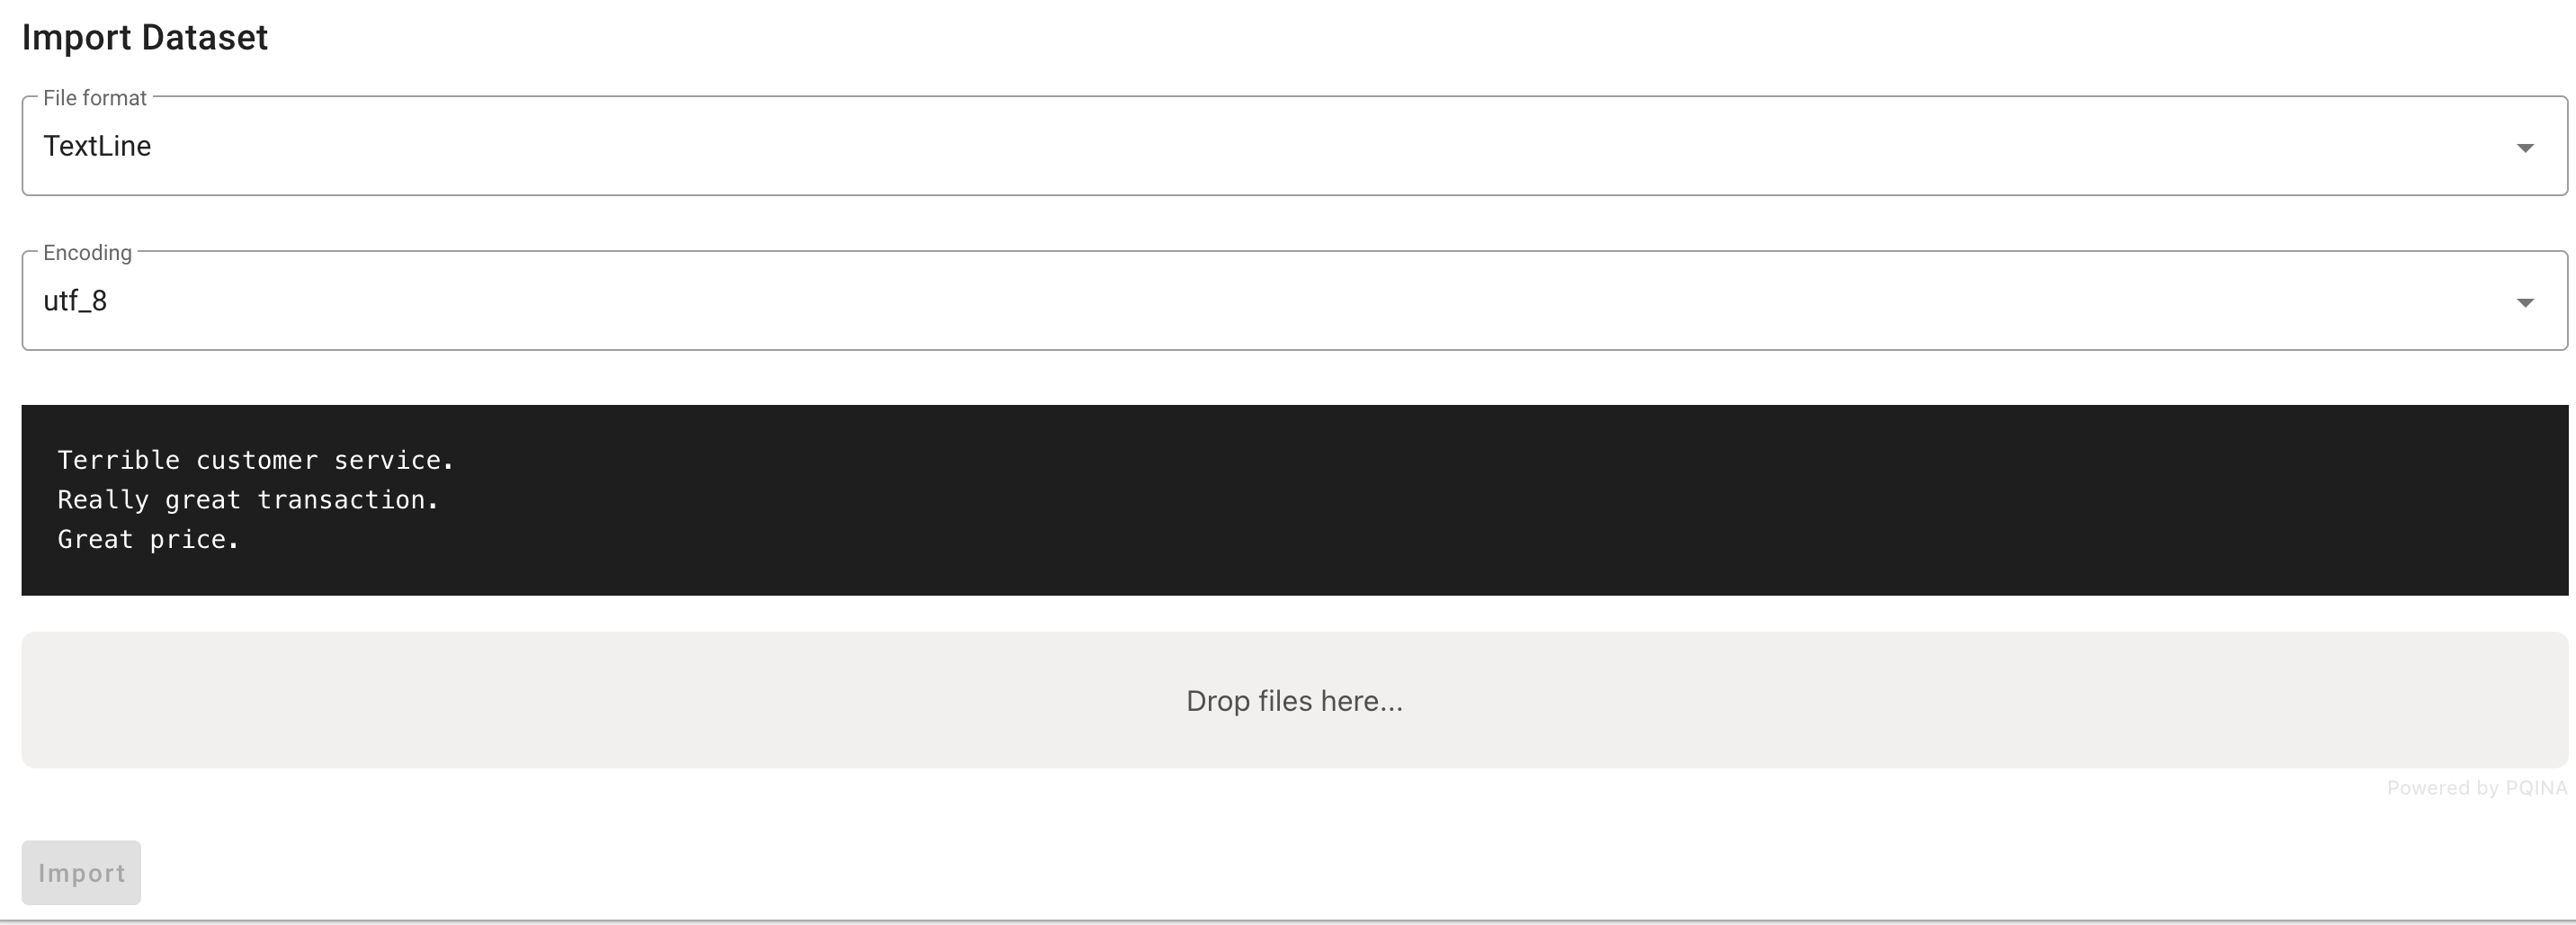 Import Dataset
File format
TextLine
Encoding
utf_8
Terrible customer service.
Really great transaction.
Great price.
Drop files here...
Powered by PQINA
Import